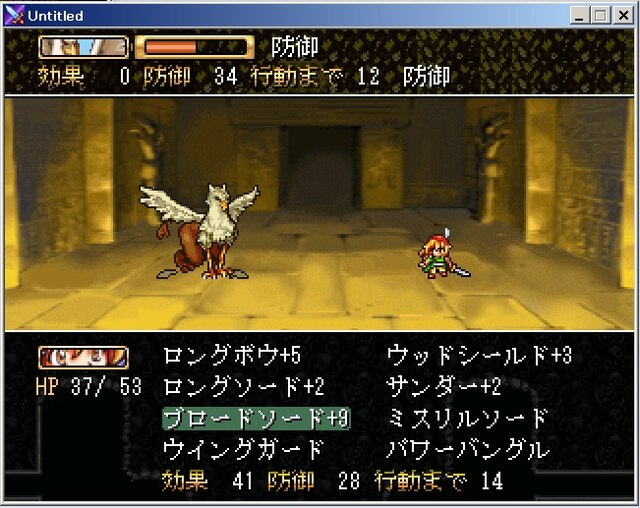 Untitled
防御
効果 0 防御 34 行動まで 12 防御
ロングボウ+5 ウッドシールド+3
HP 37/ 53 ロングソード+2 サンダー+2
ブロードソード+9 ミスリルソード
ウイングガード パワーバングル
効果 41 防御 28 行動まで 14